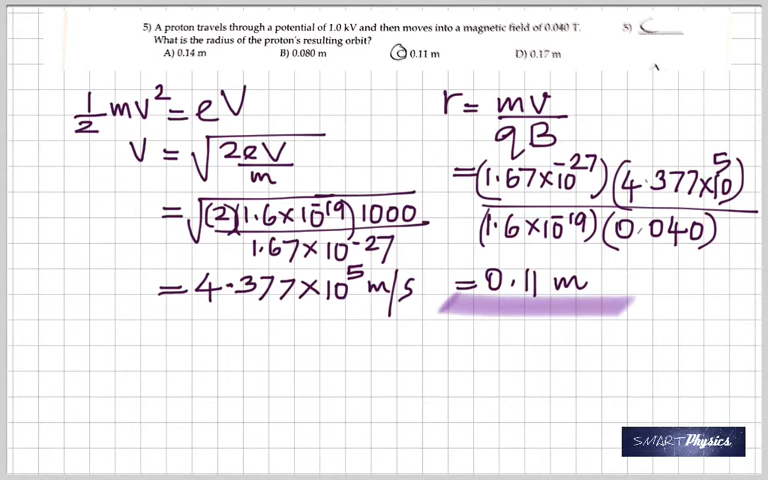 5) A proton travels through a potential of 1.0 kV and then moves into a magnetic field of 0.040 T. 5) C
What is the radius of the proton's resulting orbit?
A) 0.14 m B) 0.080 m C) 0.11 m D) 0.17 m
1/2 mv² = eV
V = √(2eV/m)
= √((2)(1.6×10⁻¹⁹)1000 / 1.67×10⁻²⁷)
= 4.377×10⁵ m/s
r = mv/qB
= (1.67×10⁻²⁷)(4.377×10⁵) / (1.6×10⁻¹⁹)(0.040)
= 0.11 m
SMART Physics